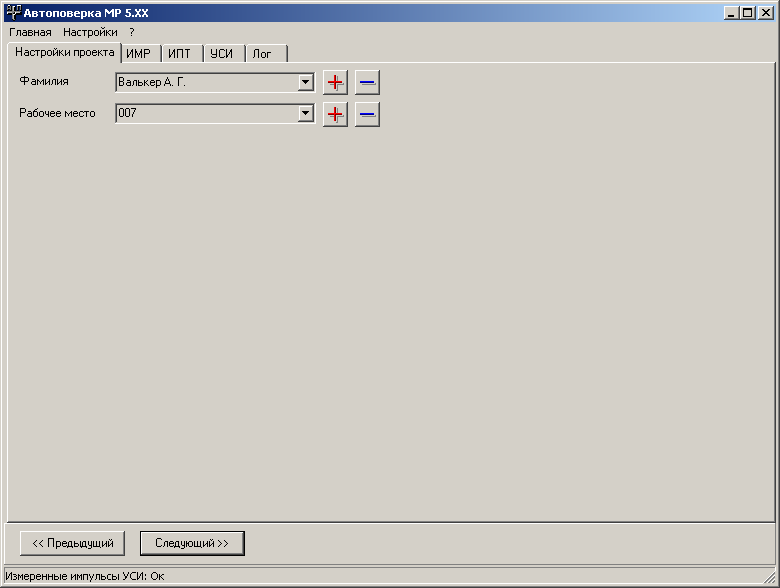 Автоповерка МР 5.XX
Главная Настройки ?
Настройки проекта ИМР ИПТ УСИ Лог
Фамилия Валькер А. Г.
Рабочее место 007
<< Предыдущий Следующий >>
Измеренные импульсы УСИ: Ок